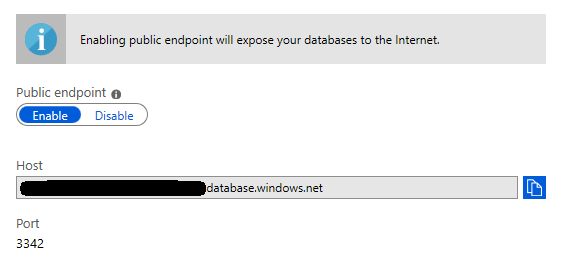 Enabling public endpoint will expose your databases to the Internet.
Public endpoint
Enable Disable
Host
database.windows.net
Port
3342